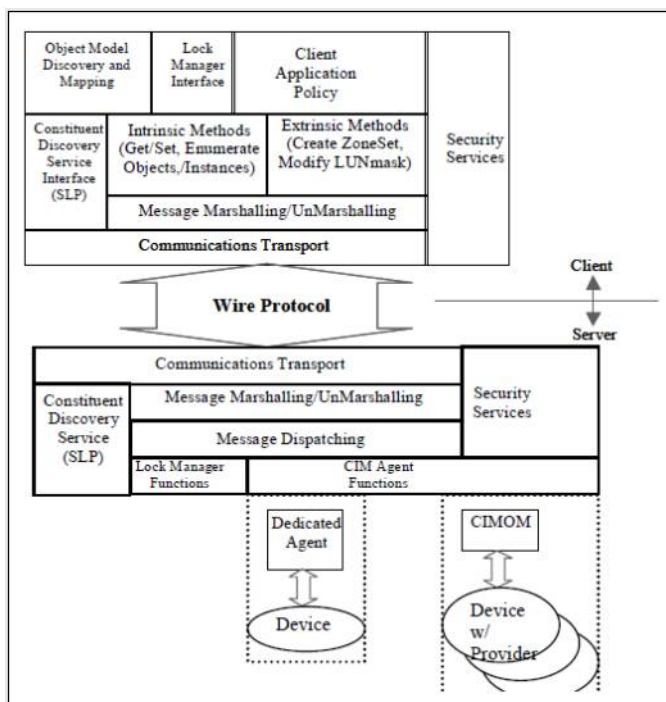 Object Model
Discovery and
Mapping
Lock
Manager
Interface
Client
Application
Policy
Security
Services
Constituent
Discovery
Service
Interface
(SLP)
Intrinsic Methods
(Get/Set, Enumerate
Objects,/Instances)
Extrinsic Methods
(Create ZoneSet,
Modify LUNmask)
Message Marshalling/UnMarshalling
Communications Transport
Wire Protocol
Client
Server
Communications Transport
Constituent
Discovery
Service
(SLP)
Message Marshalling/UnMarshalling
Security
Services
Message Dispatching
Lock Manager
Functions
CIM Agent
Functions
Dedicated
Agent
Device
CIMOM
Device
w/
Provider